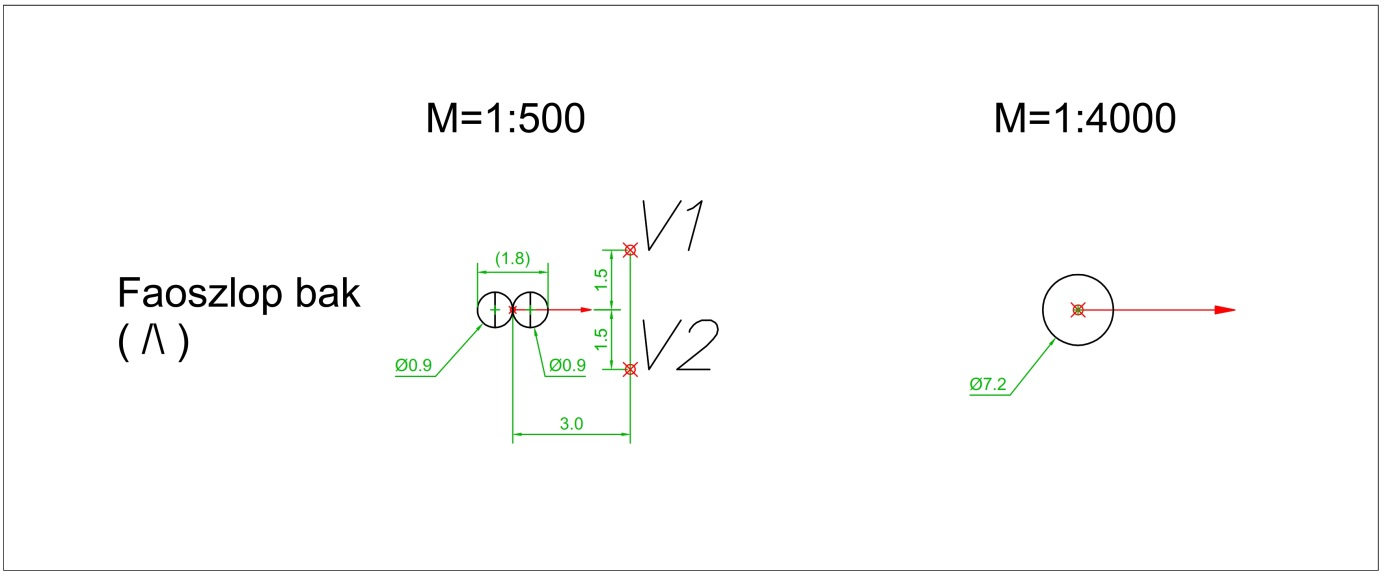 M=1:500
M=1:4000
V1
(1.8)
1.5
Faoszlop bak
( /\ )
V2
1.5
Ø0.9
Ø0.9
Ø7.2
3.0